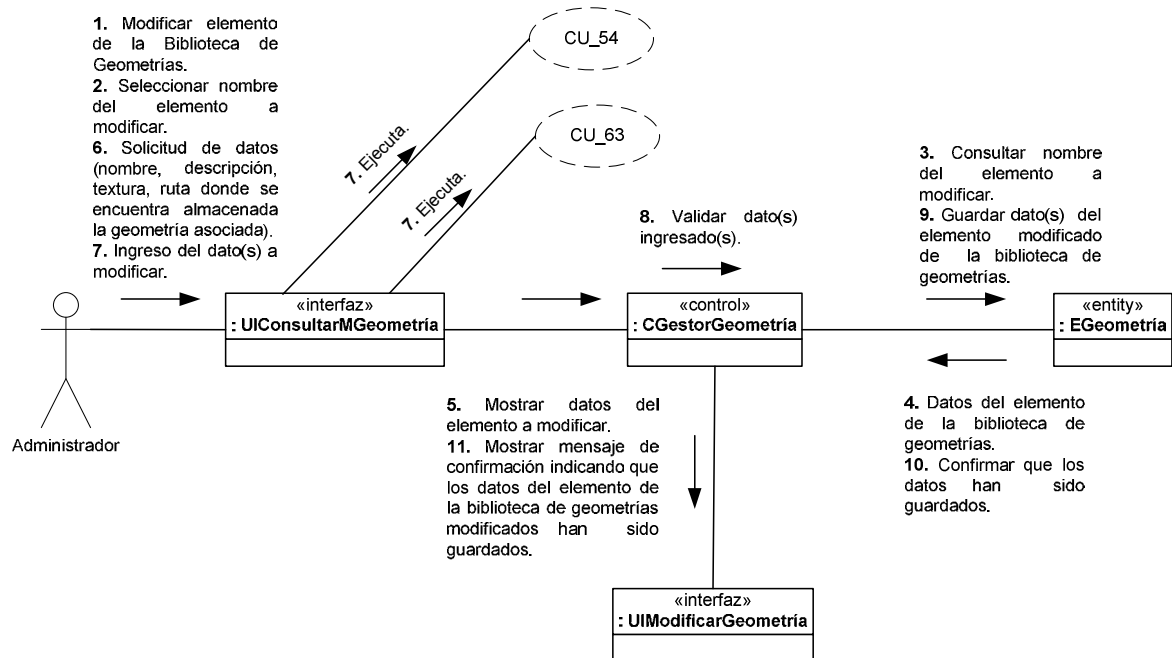 1. Modificar elemento
de la Biblioteca de
Geometrías.
2. Seleccionar nombre
del elemento a
modificar.
6. Solicitud de datos
(nombre, descripción,
textura, ruta donde se
encuentra almacenada
la geometría asociada).
7. Ingreso del dato(s) a
modificar.
CU_54
CU_63
7. Ejecuta.
7. Ejecuta.
8. Validar dato(s)
ingresado(s).
3. Consultar nombre
del elemento a
modificar.
9. Guardar dato(s) del
elemento modificado
de la biblioteca de
geometrías.
«interfaz»
: UIConsultarMGeometría
«control»
: CGestorGeometría
«entity»
: EGeometría
Administrador
5. Mostrar datos del
elemento a modificar.
11. Mostrar mensaje de
confirmación indicando que
los datos del elemento de
la biblioteca de geometrías
modificados han sido
guardados.
4. Datos del elemento
de la biblioteca de
geometrías.
10. Confirmar que los
datos han sido
guardados.
«interfaz»
: UIModificarGeometría